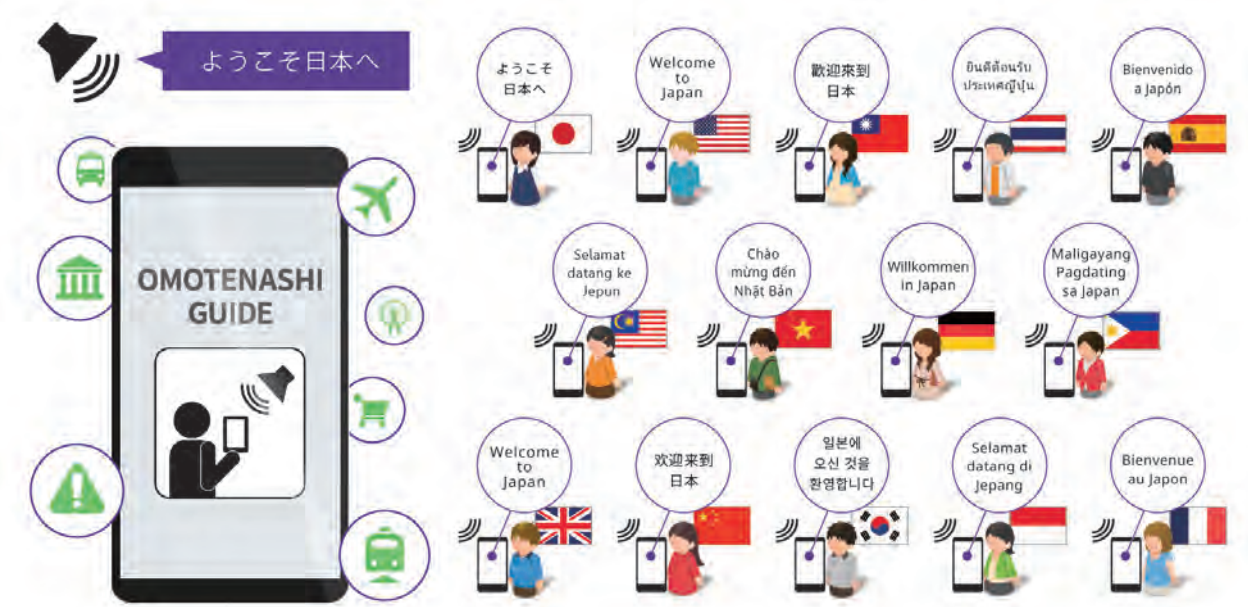 ようこそ日本へ
OMOTENASHI
GUIDE
ようこそ
日本へ
Welcome
to
Japan
歡迎來到
日本
ยินดีต้อนรับ
ประเทศญี่ปุ่น
Bienvenido
a Japón
Selamat
datang ke
Jepun
Chào
mừng đến
Nhật Bản
Willkommen
in Japan
Maligayang
Pagdating
sa Japan
Welcome
to
Japan
欢迎来到
日本
일본에
오신 것을
환영합니다
Selamat
datang di
Jepang
Bienvenue
au Japon